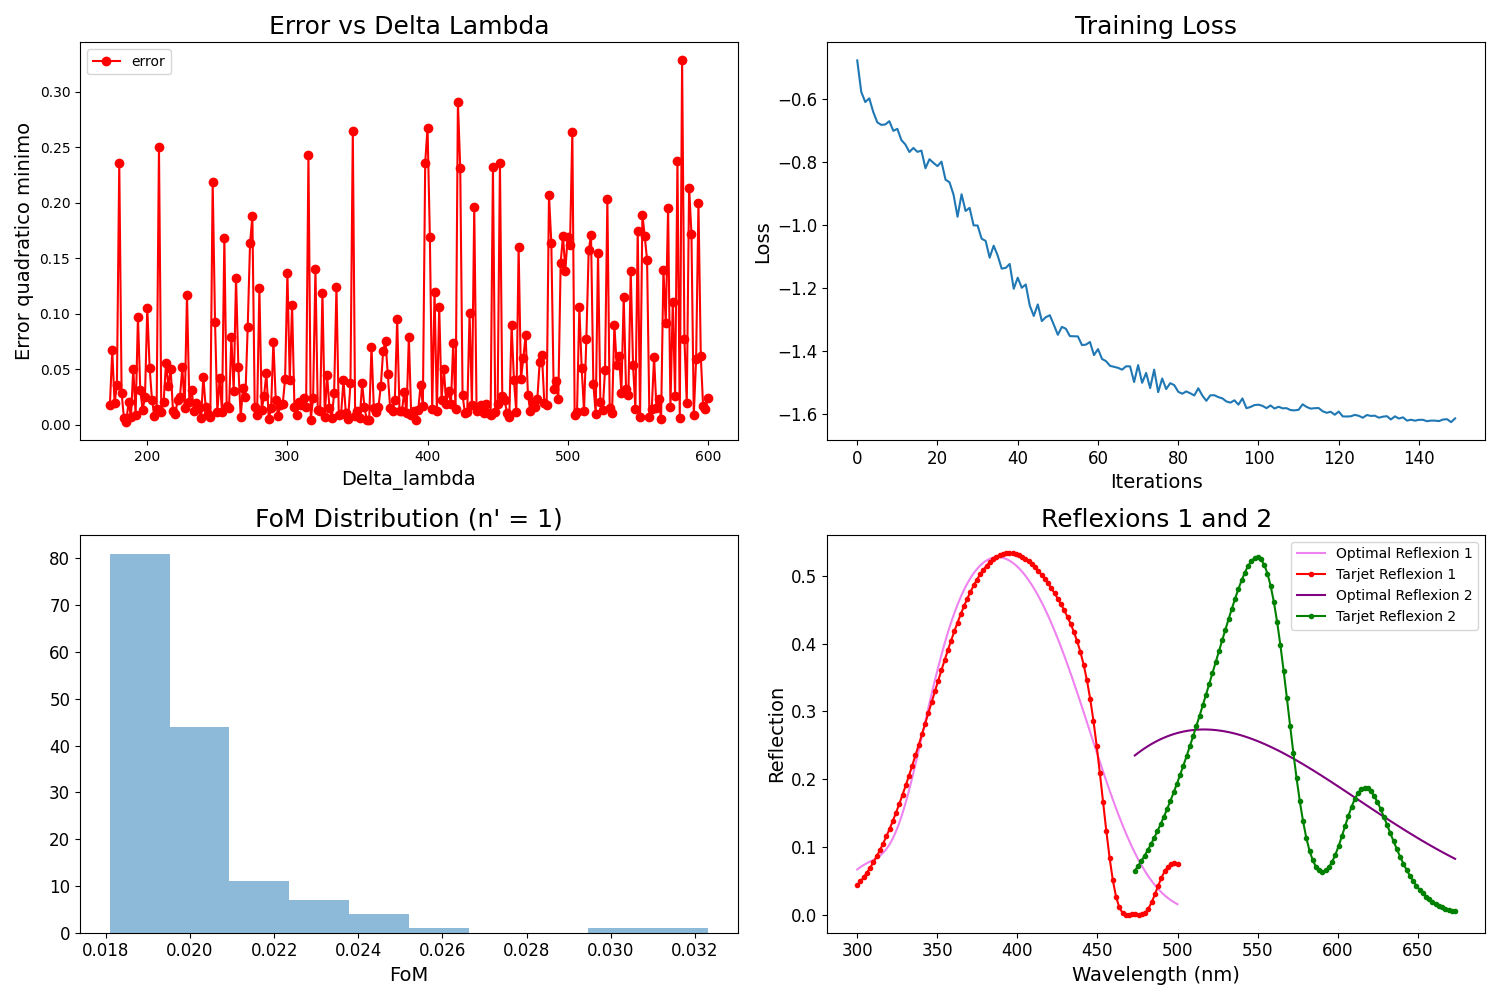 Error vs Delta Lambda
error
Error quadratico minimo
0.30
0.25
0.20
0.15
0.10
0.05
0.00
200 300 400 500 600
Delta_lambda
Training Loss
Loss
−0.6
−0.8
−1.0
−1.2
−1.4
−1.6
0 20 40 60 80 100 120 140
Iterations
FoM Distribution (n' = 1)
80
70
60
50
40
30
20
10
0
0.018 0.020 0.022 0.024 0.026 0.028 0.030 0.032
FoM
Reflexions 1 and 2
Optimal Reflexion 1
Tarjet Reflexion 1
Optimal Reflexion 2
Tarjet Reflexion 2
Reflection
0.5
0.4
0.3
0.2
0.1
0.0
300 350 400 450 500 550 600 650
Wavelength (nm)